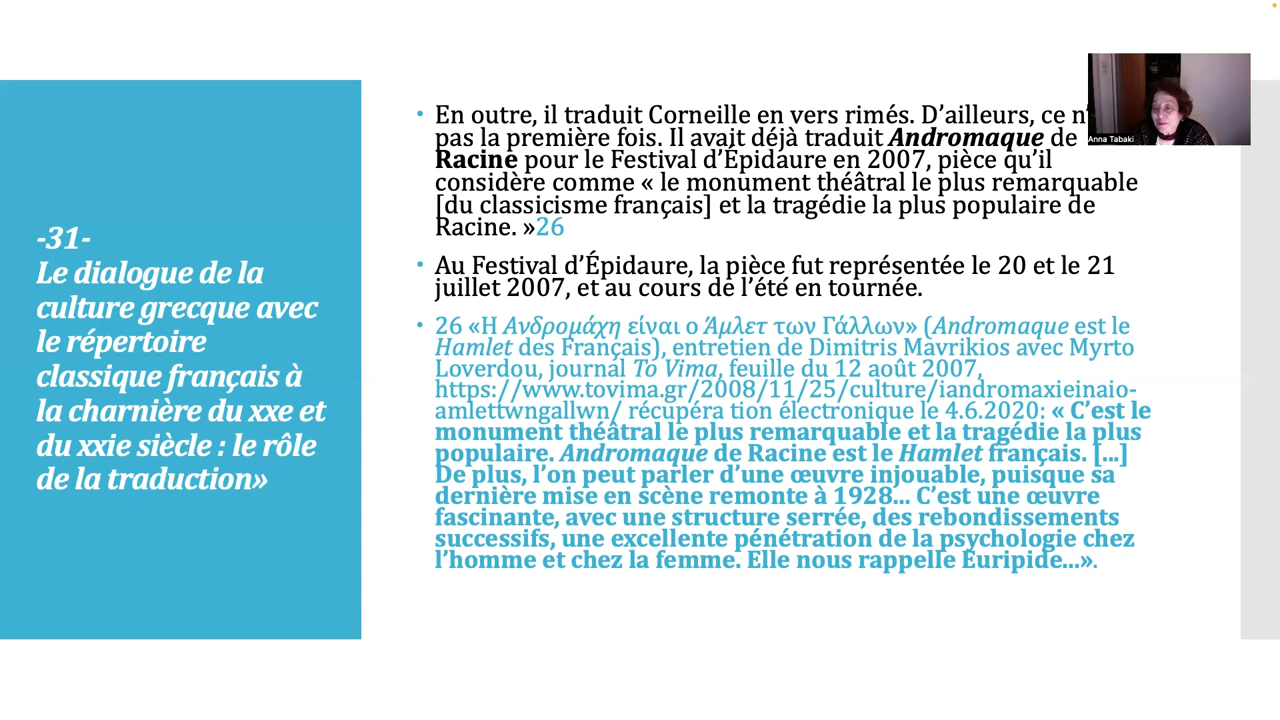 -31-
Le dialogue de la
culture grecque avec
le répertoire
classique français à
la charnière du xxe et
du xxie siècle : le rôle
de la traduction»
• En outre, il traduit Corneille en vers rimés. D’ailleurs, ce
pas la première fois. Il avait déjà traduit Andromaque de
Racine pour le Festival d’Épidaure en 2007, pièce qu’il
considère comme « le monument théâtral le plus remarquable
[du classicisme français] et la tragédie la plus populaire de
Racine. »26
• Au Festival d’Épidaure, la pièce fut représentée le 20 et le 21
juillet 2007, et au cours de l’été en tournée.
• 26 «Η Ανδρομάχη είναι ο Άμλετ των Γάλλων» (Andromaque est le
Hamlet des Français), entretien de Dimitris Mavrikios avec Myrto
Loverdou, journal To Vima, feuille du 12 août 2007,
https://www.tovima.gr/2008/11/25/culture/iandromaxieinaio-
amlettwngallwn/ récupéra tion électronique le 4.6.2020: « C’est le
monument théâtral le plus remarquable et la tragédie la plus
populaire. Andromaque de Racine est le Hamlet français. [...]
De plus, l’on peut parler d’une œuvre injouable, puisque sa
dernière mise en scène remonte à 1928... C’est une œuvre
fascinante, avec une structure serrée, des rebondissements
successifs, une excellente pénétration de la psychologie chez
l’homme et chez la femme. Elle nous rappelle Euripide...».
Anna Tabaki